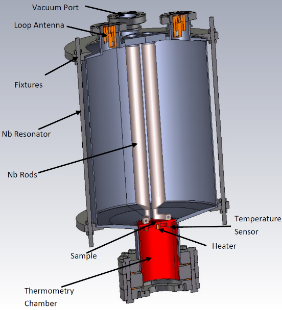 Vacuum Port
Loop Antenna
Fixtures
Nb Resonator
Nb Rods
Temperature
Sensor
Sample
Heater
Thermometry
Chamber